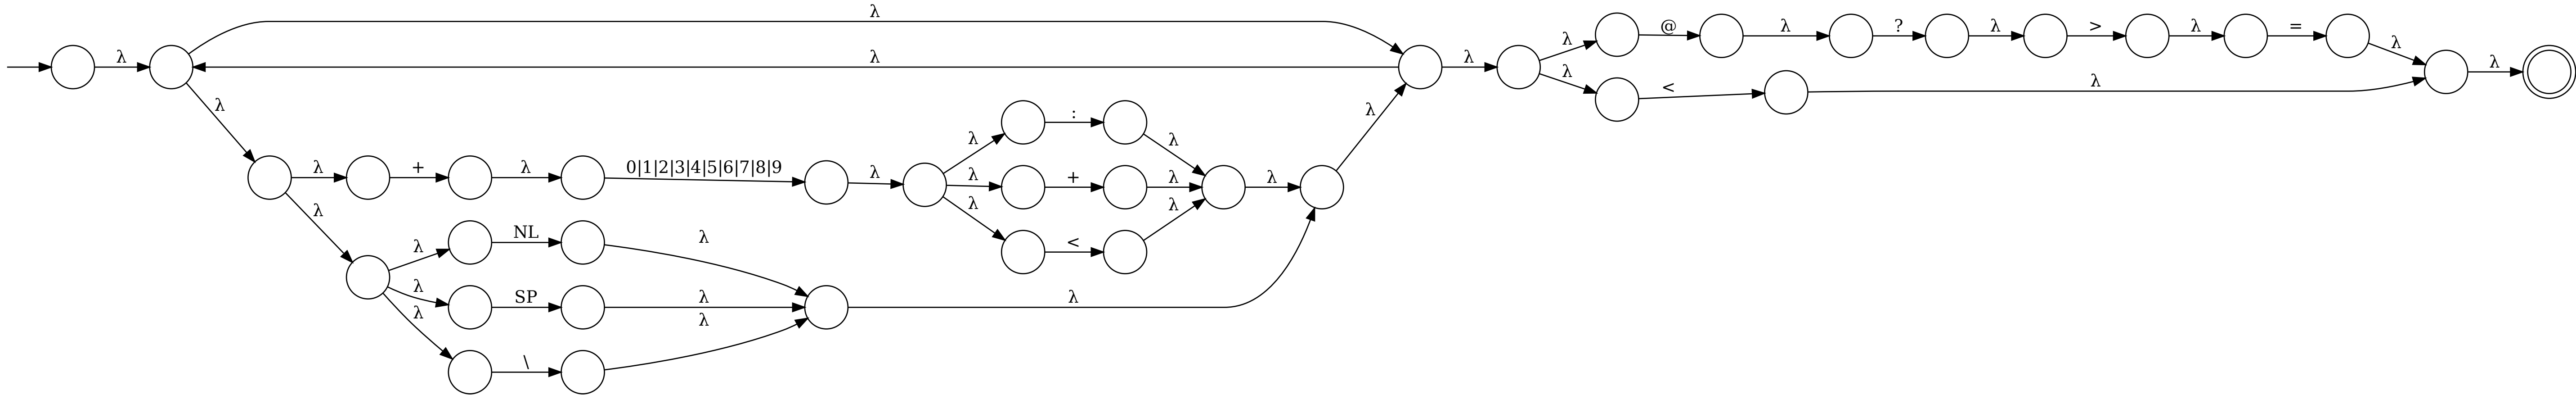 λ
λ @ λ ? λ > λ =
λ λ λ λ λ λ
λ < λ
λ : λ λ
λ + λ 0|1|2|3|4|5|6|7|8|9 λ λ + λ λ
λ λ < λ
λ NL λ
λ SP λ λ
λ \ λ